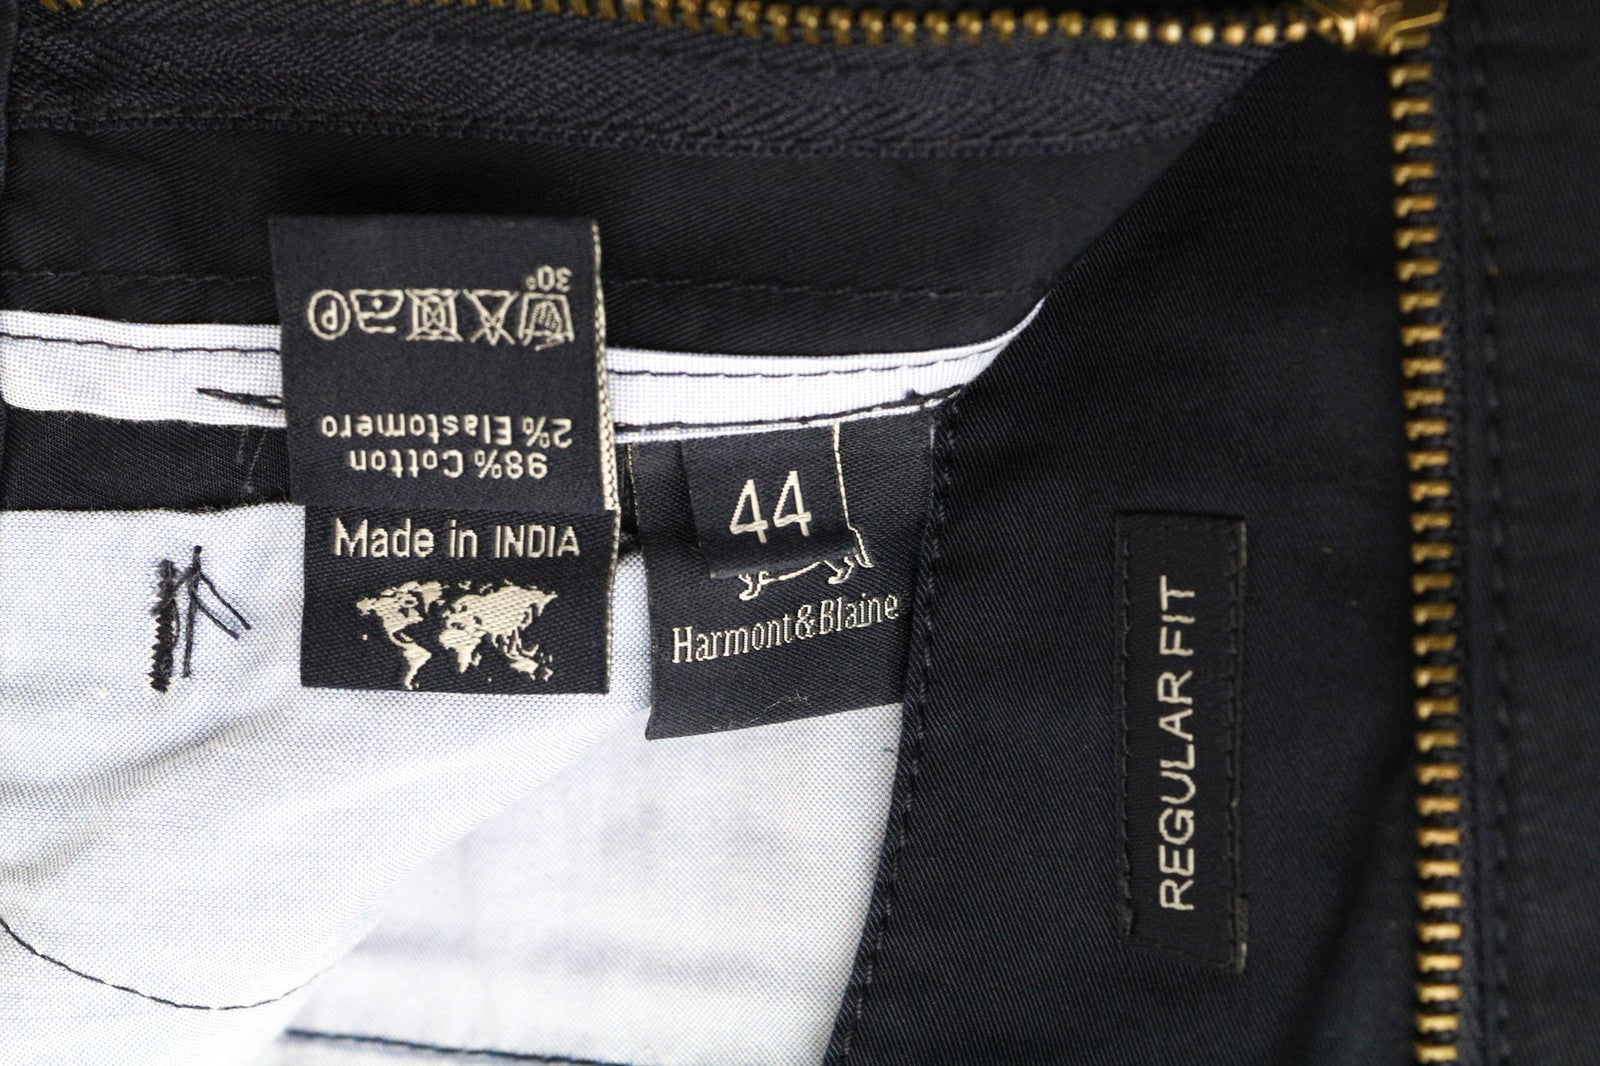 98% Cotton
2% Elastomero
30°
P
Made in INDIA
44
Harmont&Blaine
REGULAR FIT